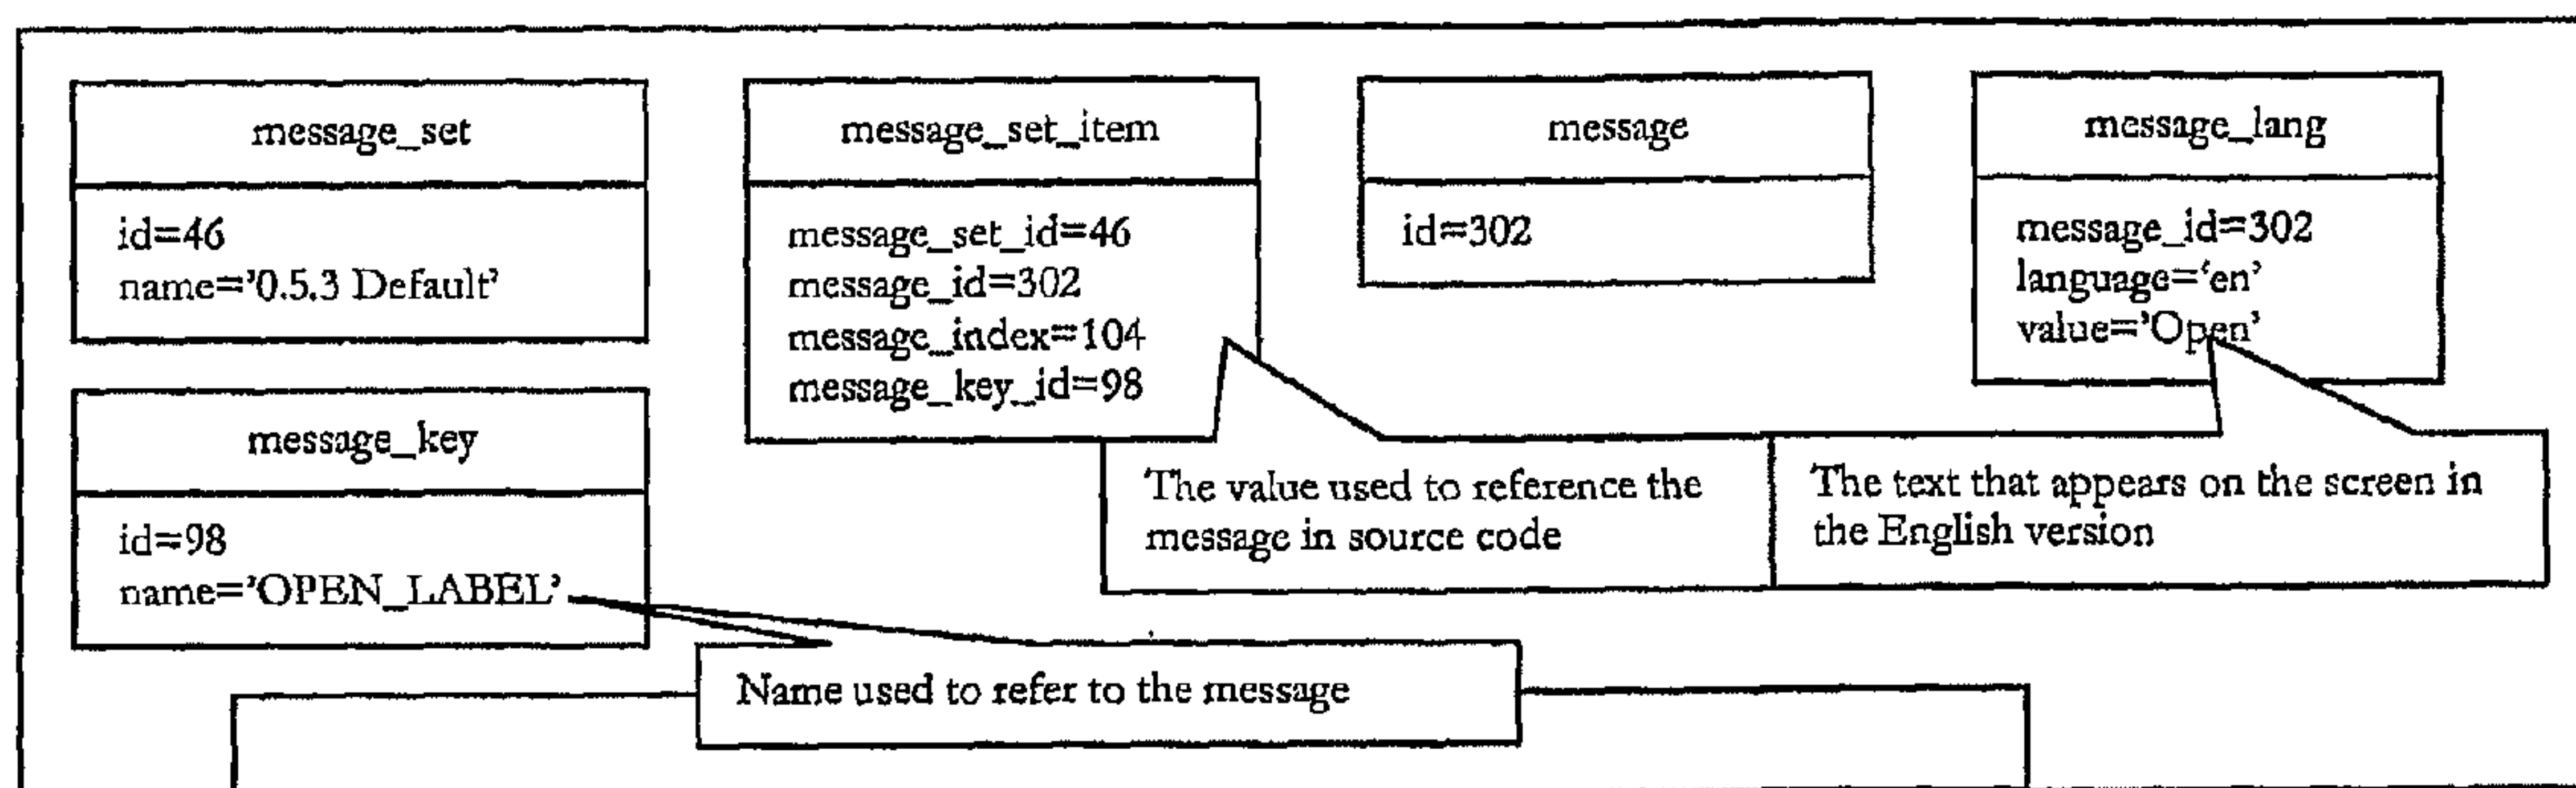 message_set
id=46
name='0.5.3 Default'
message_set_item
message_set_id=46
message_id=302
message_index=104
message_key_id=98
message
id=302
message_lang
message_id=302
language=‘en’
value=’Open’
message_key
id=98
name=’OPEN_LABEL’
The value used to reference the
message in source code
The text that appears on the screen in
the English version
Name used to refer to the message